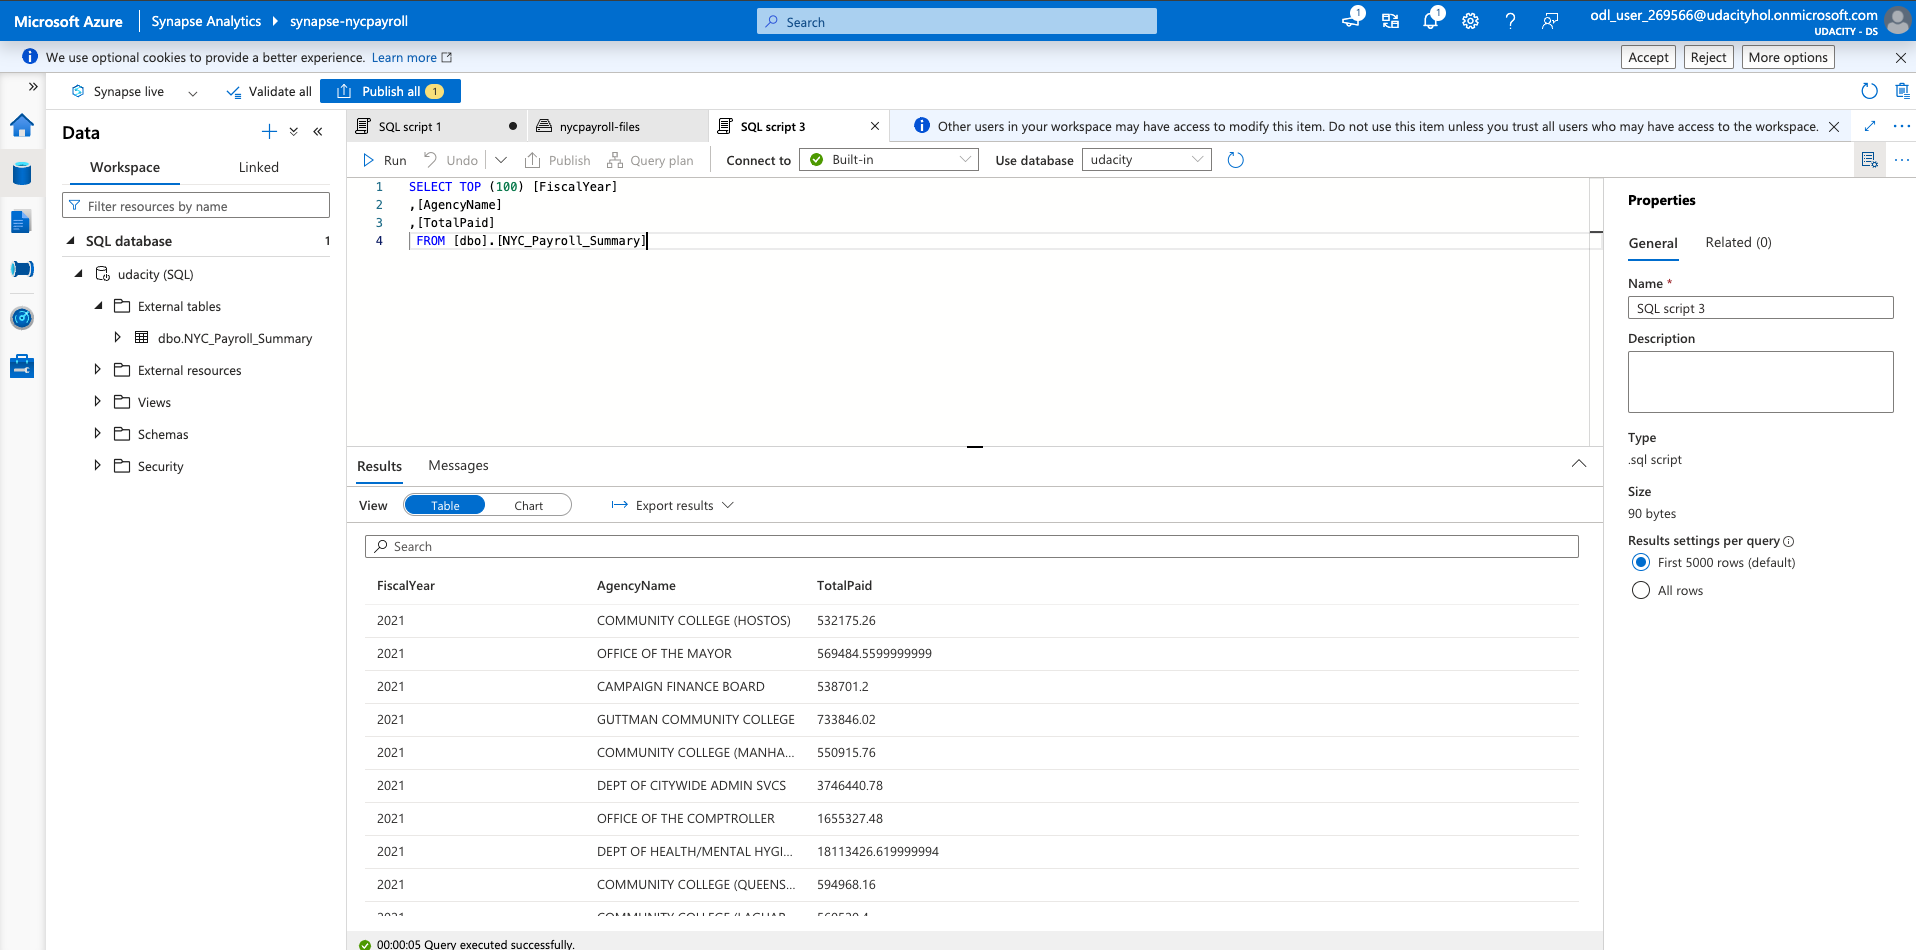 Microsoft Azure
Synapse Analytics
synapse-nycpayroll
Search
1
1
odl_user_269566@udacityhol.onmicrosoft.com
UDACITY - DS
We use optional cookies to provide a better experience. Learn more
Accept
Reject
More options
Synapse live
Validate all
Publish all 1
Data
Workspace
Linked
Filter resources by name
SQL database
1
udacity (SQL)
External tables
dbo.NYC_Payroll_Summary
External resources
Views
Schemas
Security
SQL script 1
nycpayroll-files
SQL script 3
Other users in your workspace may have access to modify this item. Do not use this item unless you trust all users who may have access to the workspace.
Run
Undo
Publish
Query plan
Connect to
Built-in
Use database
udacity
1 SELECT TOP (100) [FiscalYear]
2 ,[AgencyName]
3 ,[TotalPaid]
4 FROM [dbo].[NYC_Payroll_Summary]
Results
Messages
View
Table
Chart
Export results
Search
FiscalYear AgencyName TotalPaid
2021 COMMUNITY COLLEGE (HOSTOS) 532175.26
2021 OFFICE OF THE MAYOR 569484.5599999999
2021 CAMPAIGN FINANCE BOARD 538701.2
2021 GUTTMAN COMMUNITY COLLEGE 733846.02
2021 COMMUNITY COLLEGE (MANHA... 550915.76
2021 DEPT OF CITYWIDE ADMIN SVCS 3746440.78
2021 OFFICE OF THE COMPTROLLER 1655327.48
2021 DEPT OF HEALTH/MENTAL HYGI... 18113426.619999994
2021 COMMUNITY COLLEGE (QUEENS... 594968.16
2021 COMMUNITY COLLEGE
00:00:05 Query executed successfully.
Properties
General
Related (0)
Name *
SQL script 3
Description
Type
.sql script
Size
90 bytes
Results settings per query
First 5000 rows (default)
All rows